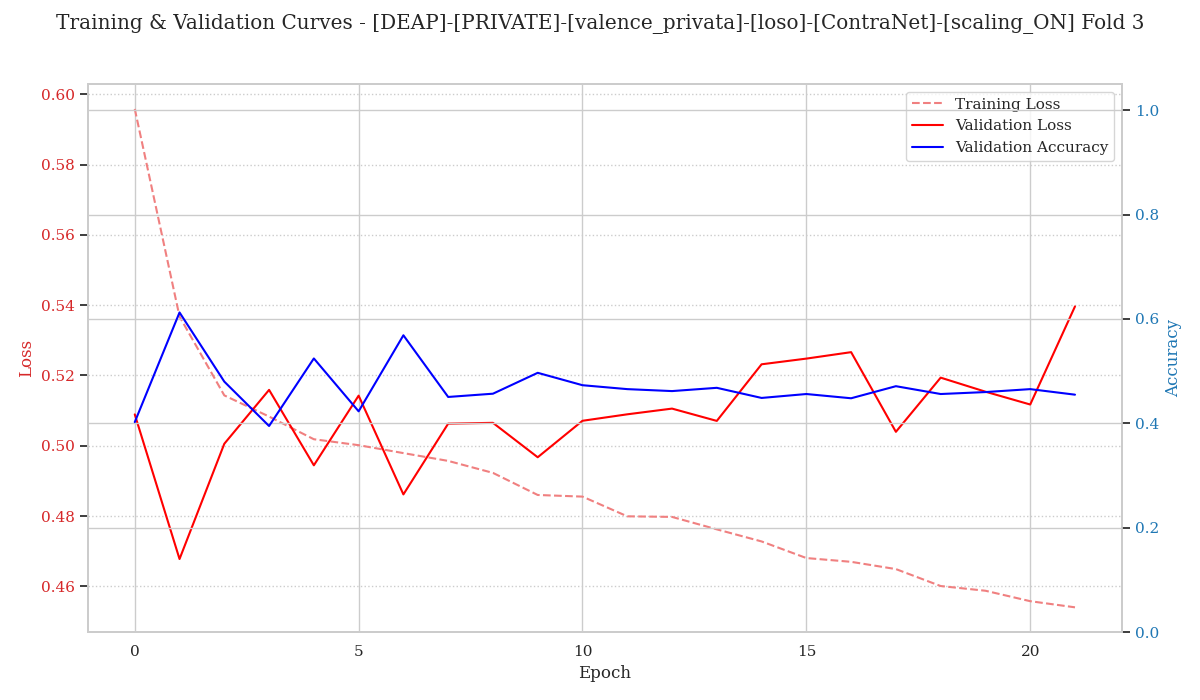 Training & Validation Curves - [DEAP]-[PRIVATE]-[valence_privata]-[loso]-[ContraNet]-[scaling_ON] Fold 3
Training Loss
Validation Loss
Validation Accuracy
0.60
0.58
0.56
0.54
0.52
0.50
0.48
0.46
Loss
1.0
0.8
0.6
0.4
0.2
0.0
Accuracy
0 5 10 15 20
Epoch